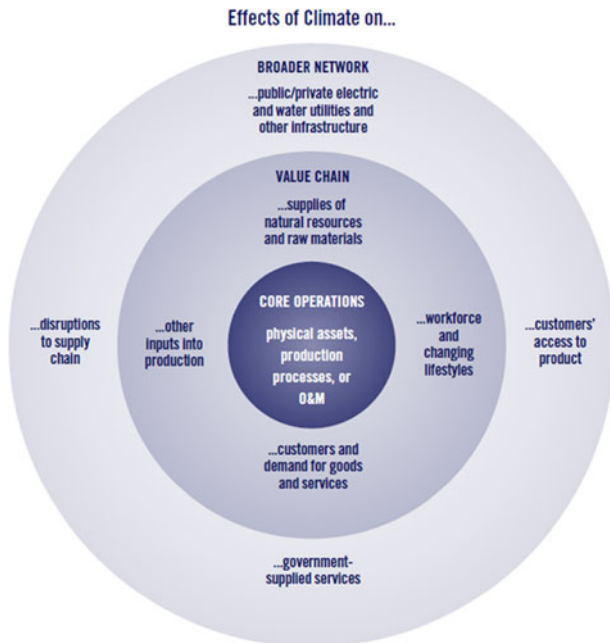 Effects of Climate on...
BROADER NETWORK
...public/private electric
and water utilities and
other infrastructure
VALUE CHAIN
...supplies of
natural resources
and raw materials
CORE OPERATIONS
physical assets,
production
processes, or
O&M
...disruptions
to supply
chain
...other
inputs into
production
...workforce
and
changing
lifestyles
...customers'
access to
product
...customers and
demand for goods
and services
...government-
supplied services